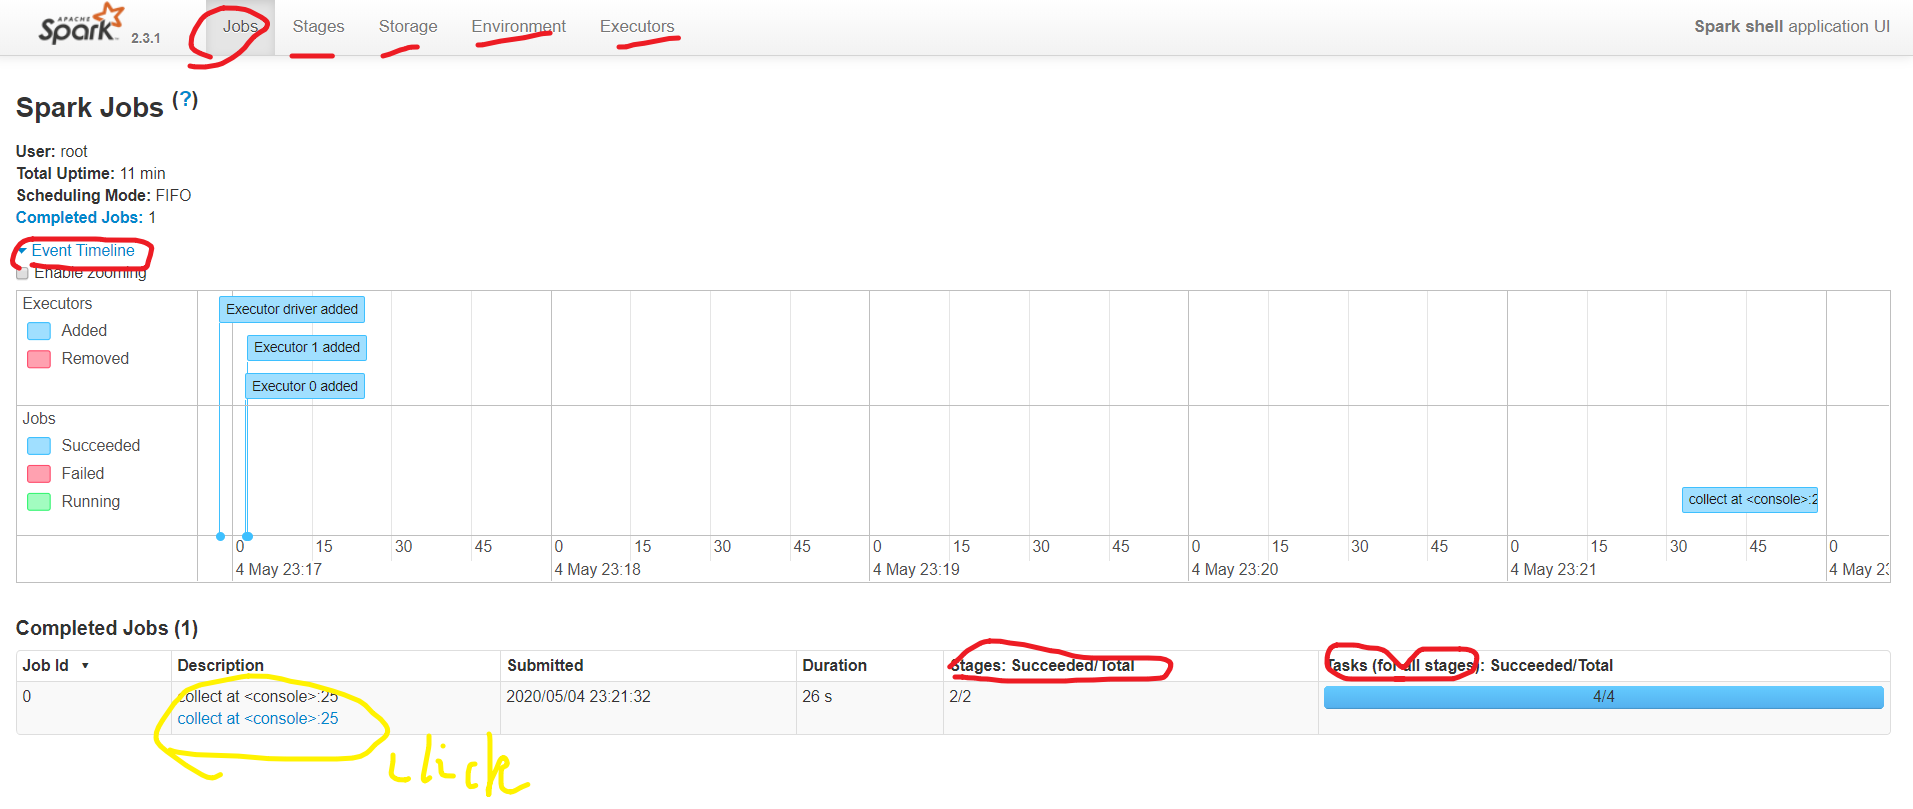 APACHE
Spark 2.3.1 Jobs Stages Storage Environment Executors Spark shell application UI
Spark Jobs (?)
User: root
Total Uptime: 11 min
Scheduling Mode: FIFO
Completed Jobs: 1
Event Timeline
Enable zooming
Executors
Added
Removed
Executor driver added
Executor 1 added
Executor 0 added
Jobs
Succeeded
Failed
Running
collect at <console>:2
0 15 30 45 0 15 30 45 0 15 30 45 0 15 30 45 0 15 30 45 0
4 May 23:17 4 May 23:18 4 May 23:19 4 May 23:20 4 May 23:21 4 May 23:
Completed Jobs (1)
Job Id ▾ Description Submitted Duration Stages: Succeeded/Total Tasks (for all stages): Succeeded/Total
0 collect at <console>:25 2020/05/04 23:21:32 26 s 2/2 4/4
collect at <console>:25
click